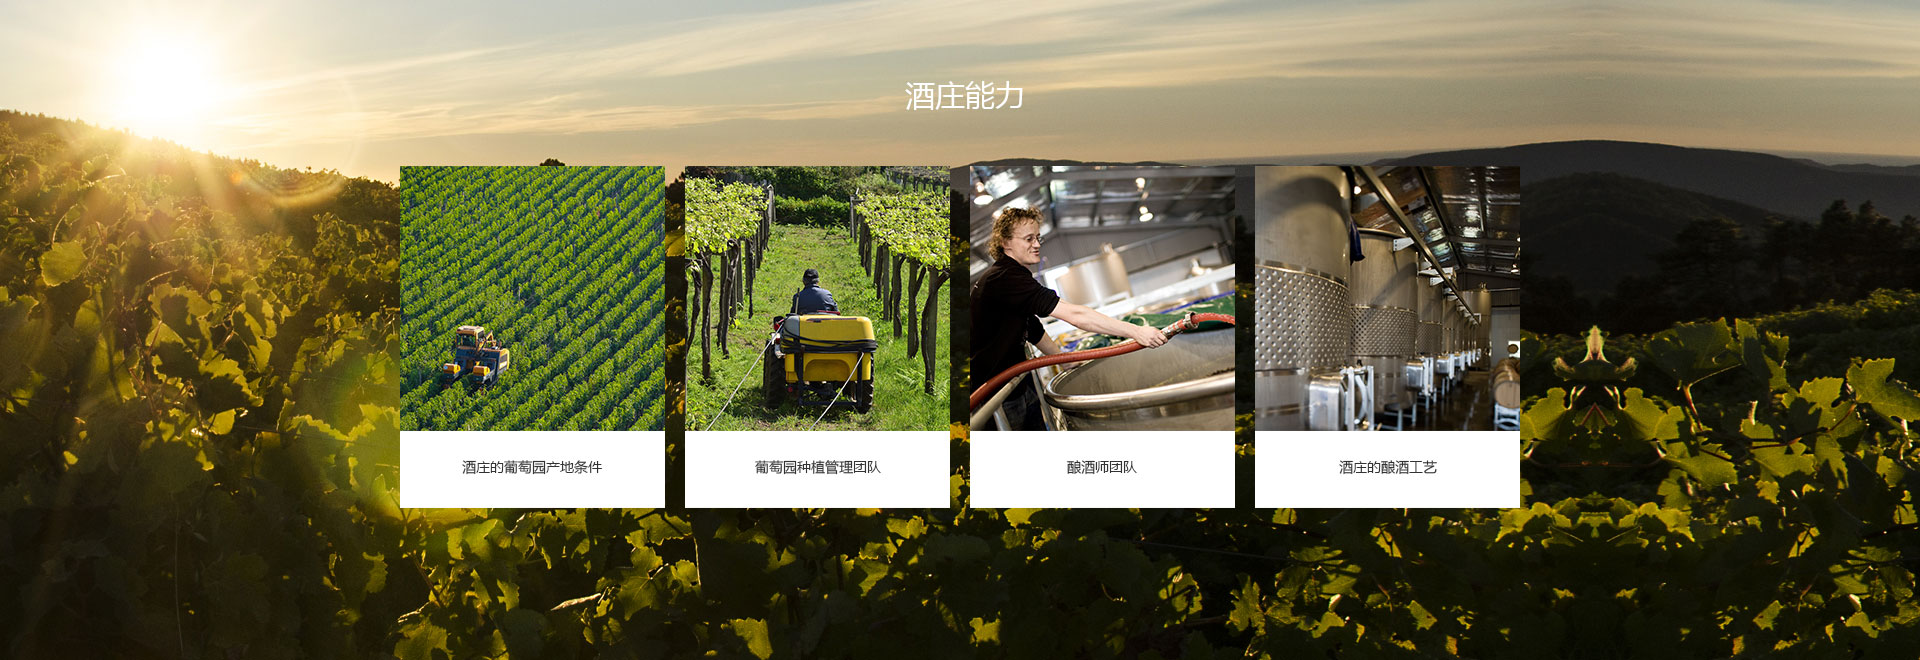 酒庄能力
酒庄的葡萄园产地条件
葡萄园种植管理团队
酿酒师团队
酒庄的酿酒工艺